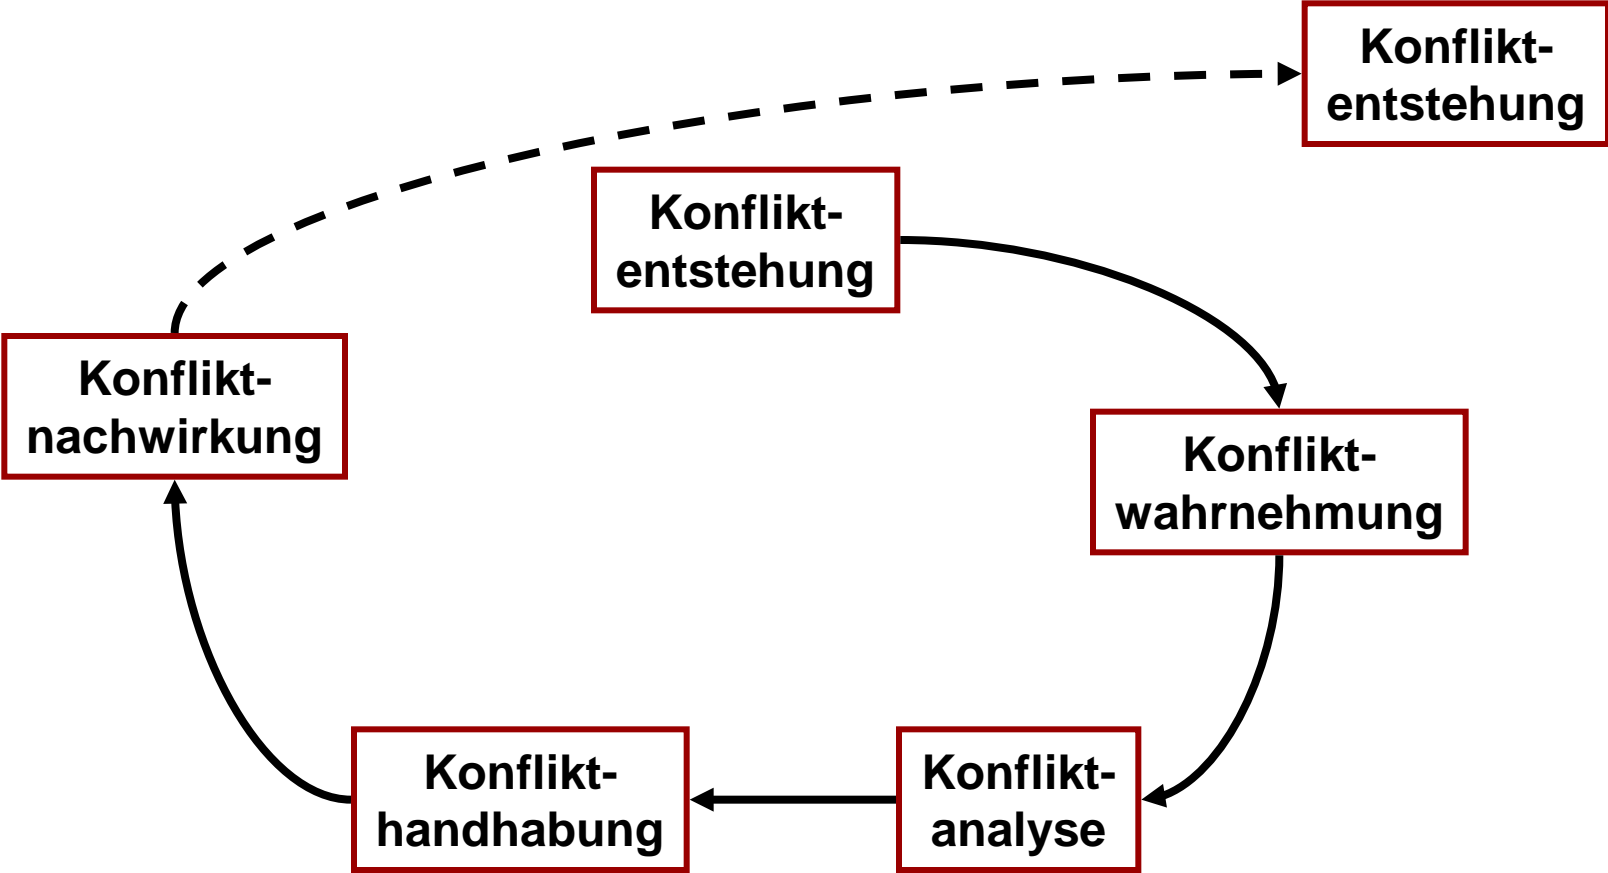 Konflikt-
entstehung
Konflikt-
entstehung
Konflikt-
nachwirkung
Konflikt-
wahrnehmung
Konflikt-
handhabung
Konflikt-
analyse